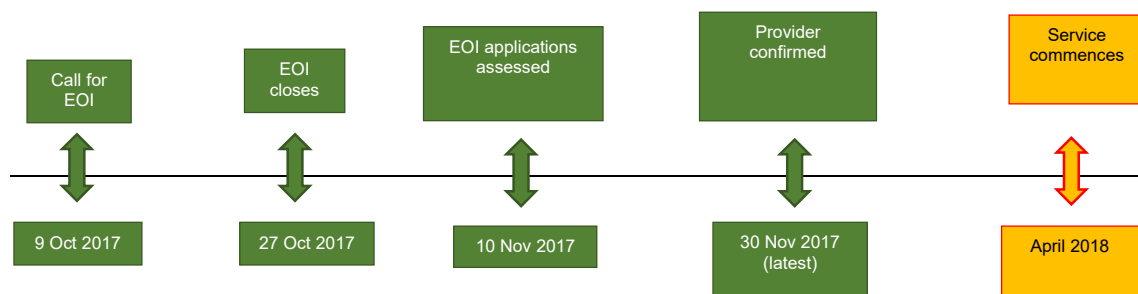 Call for
EOI
EOI
closes
EOI applications
assessed
Provider
confirmed
Service
commences
9 Oct 2017
27 Oct 2017
10 Nov 2017
30 Nov 2017
(latest)
April 2018